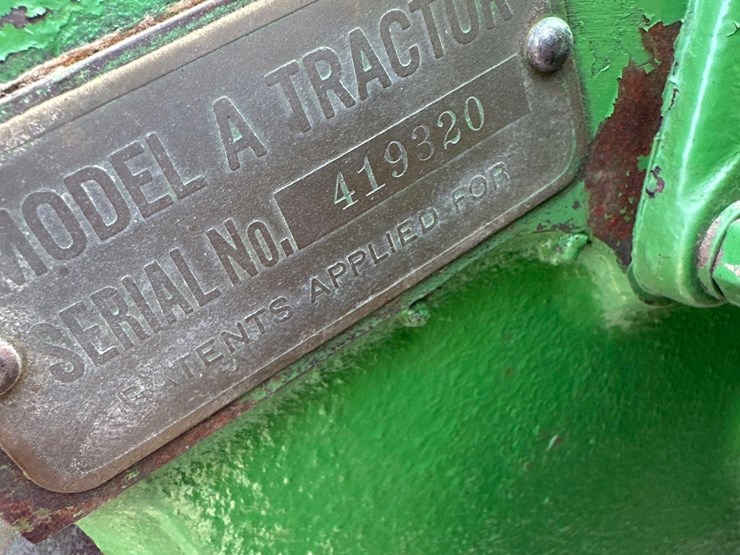 MODEL A TRACTOR
SERIAL NO. 419320
PATENTS APPLIED FOR